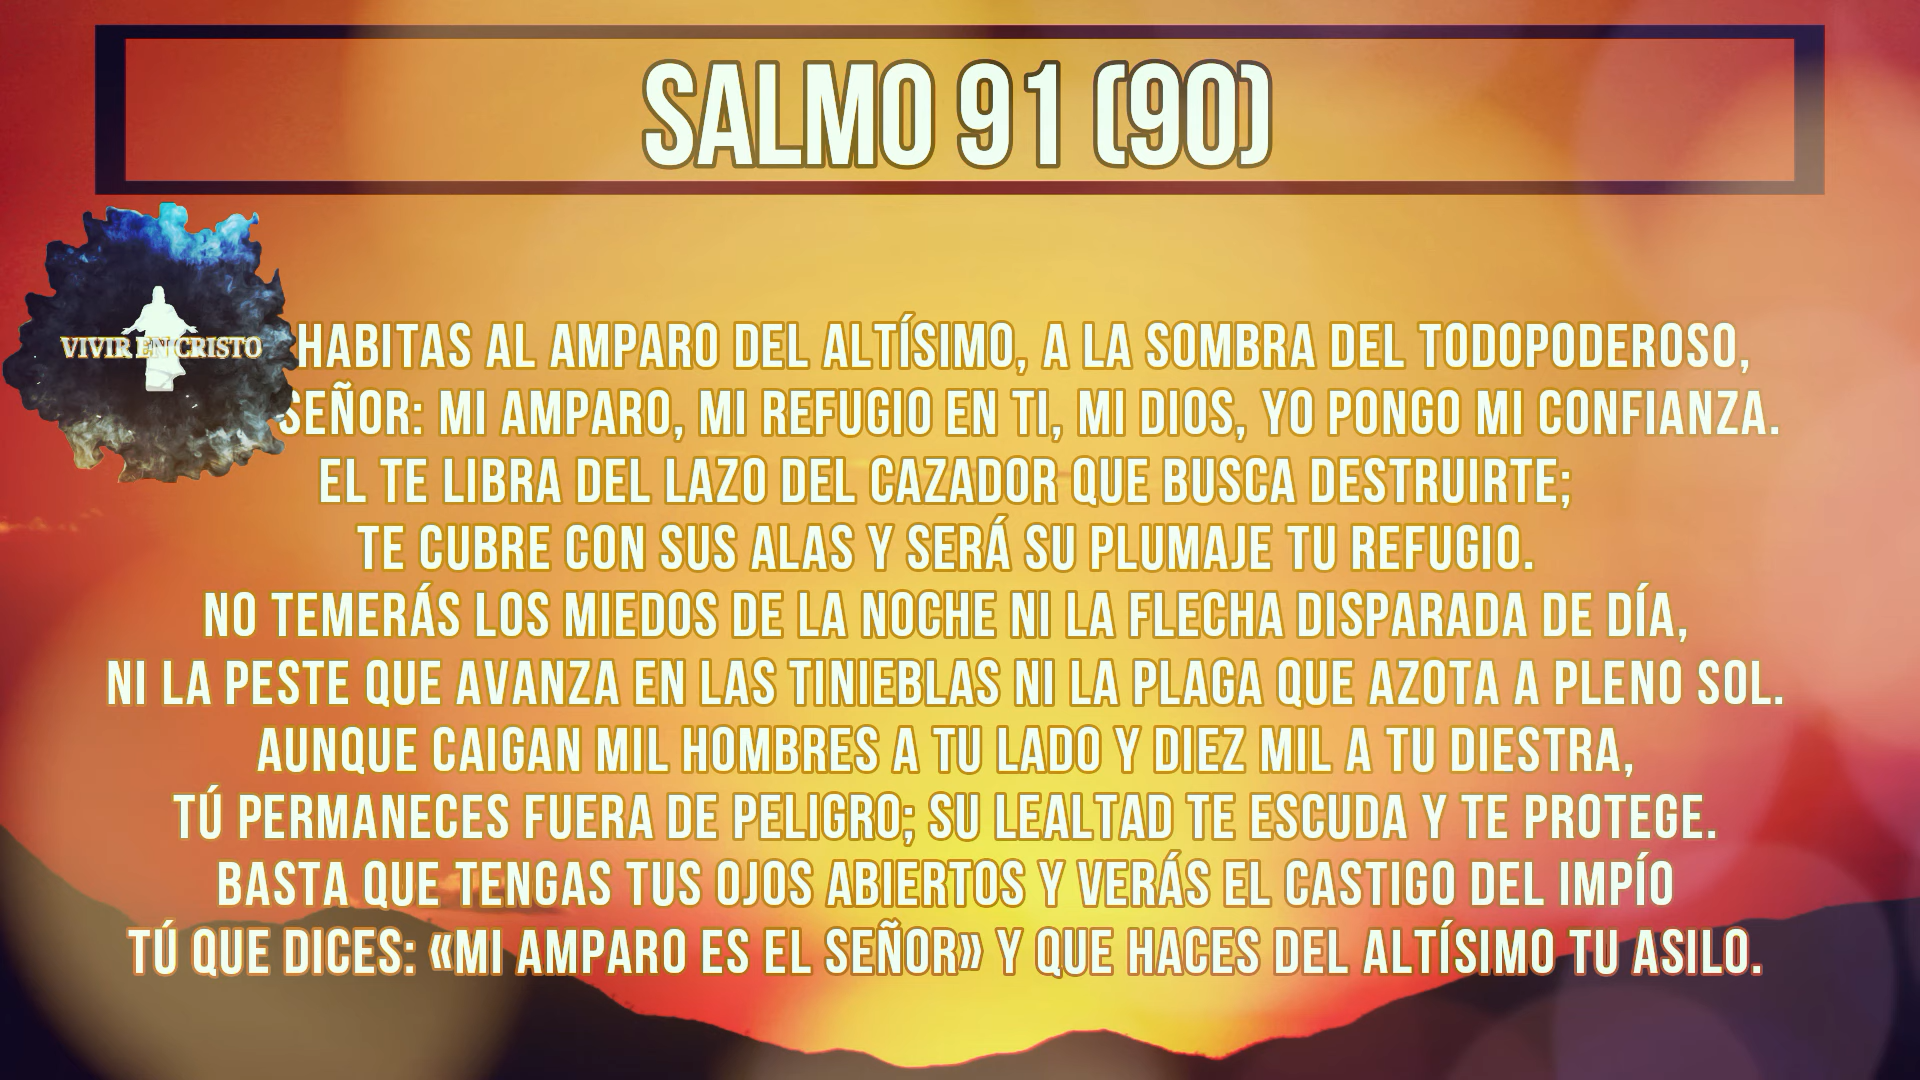 SALMO 91 (90)
VIVIR EN CRISTO
HABITAS AL AMPARO DEL ALTÍSIMO, A LA SOMBRA DEL TODOPODEROSO,
SEÑOR: MI AMPARO, MI REFUGIO EN TI, MI DIOS, YO PONGO MI CONFIANZA.
EL TE LIBRA DEL LAZO DEL CAZADOR QUE BUSCA DESTRUIRTE;
TE CUBRE CON SUS ALAS Y SERÁ SU PLUMAJE TU REFUGIO.
NO TEMERÁS LOS MIEDOS DE LA NOCHE NI LA FLECHA DISPARADA DE DÍA,
NI LA PESTE QUE AVANZA EN LAS TINIEBLAS NI LA PLAGA QUE AZOTA A PLENO SOL.
AUNQUE CAIGAN MIL HOMBRES A TU LADO Y DIEZ MIL A TU DIESTRA,
TÚ PERMANECES FUERA DE PELIGRO; SU LEALTAD TE ESCUDA Y TE PROTEGE.
BASTA QUE TENGAS TUS OJOS ABIERTOS Y VERÁS EL CASTIGO DEL IMPÍO
TÚ QUE DICES: «MI AMPARO ES EL SEÑOR» Y QUE HACES DEL ALTÍSIMO TU ASILO.